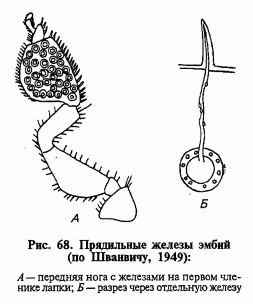 А
Б
Рис. 68. Прядильные железы эмбий
(по Шванвичу, 1949):
А — передняя нога с железами на первом чле-
нике лапки; Б — разрез через отдельную железу